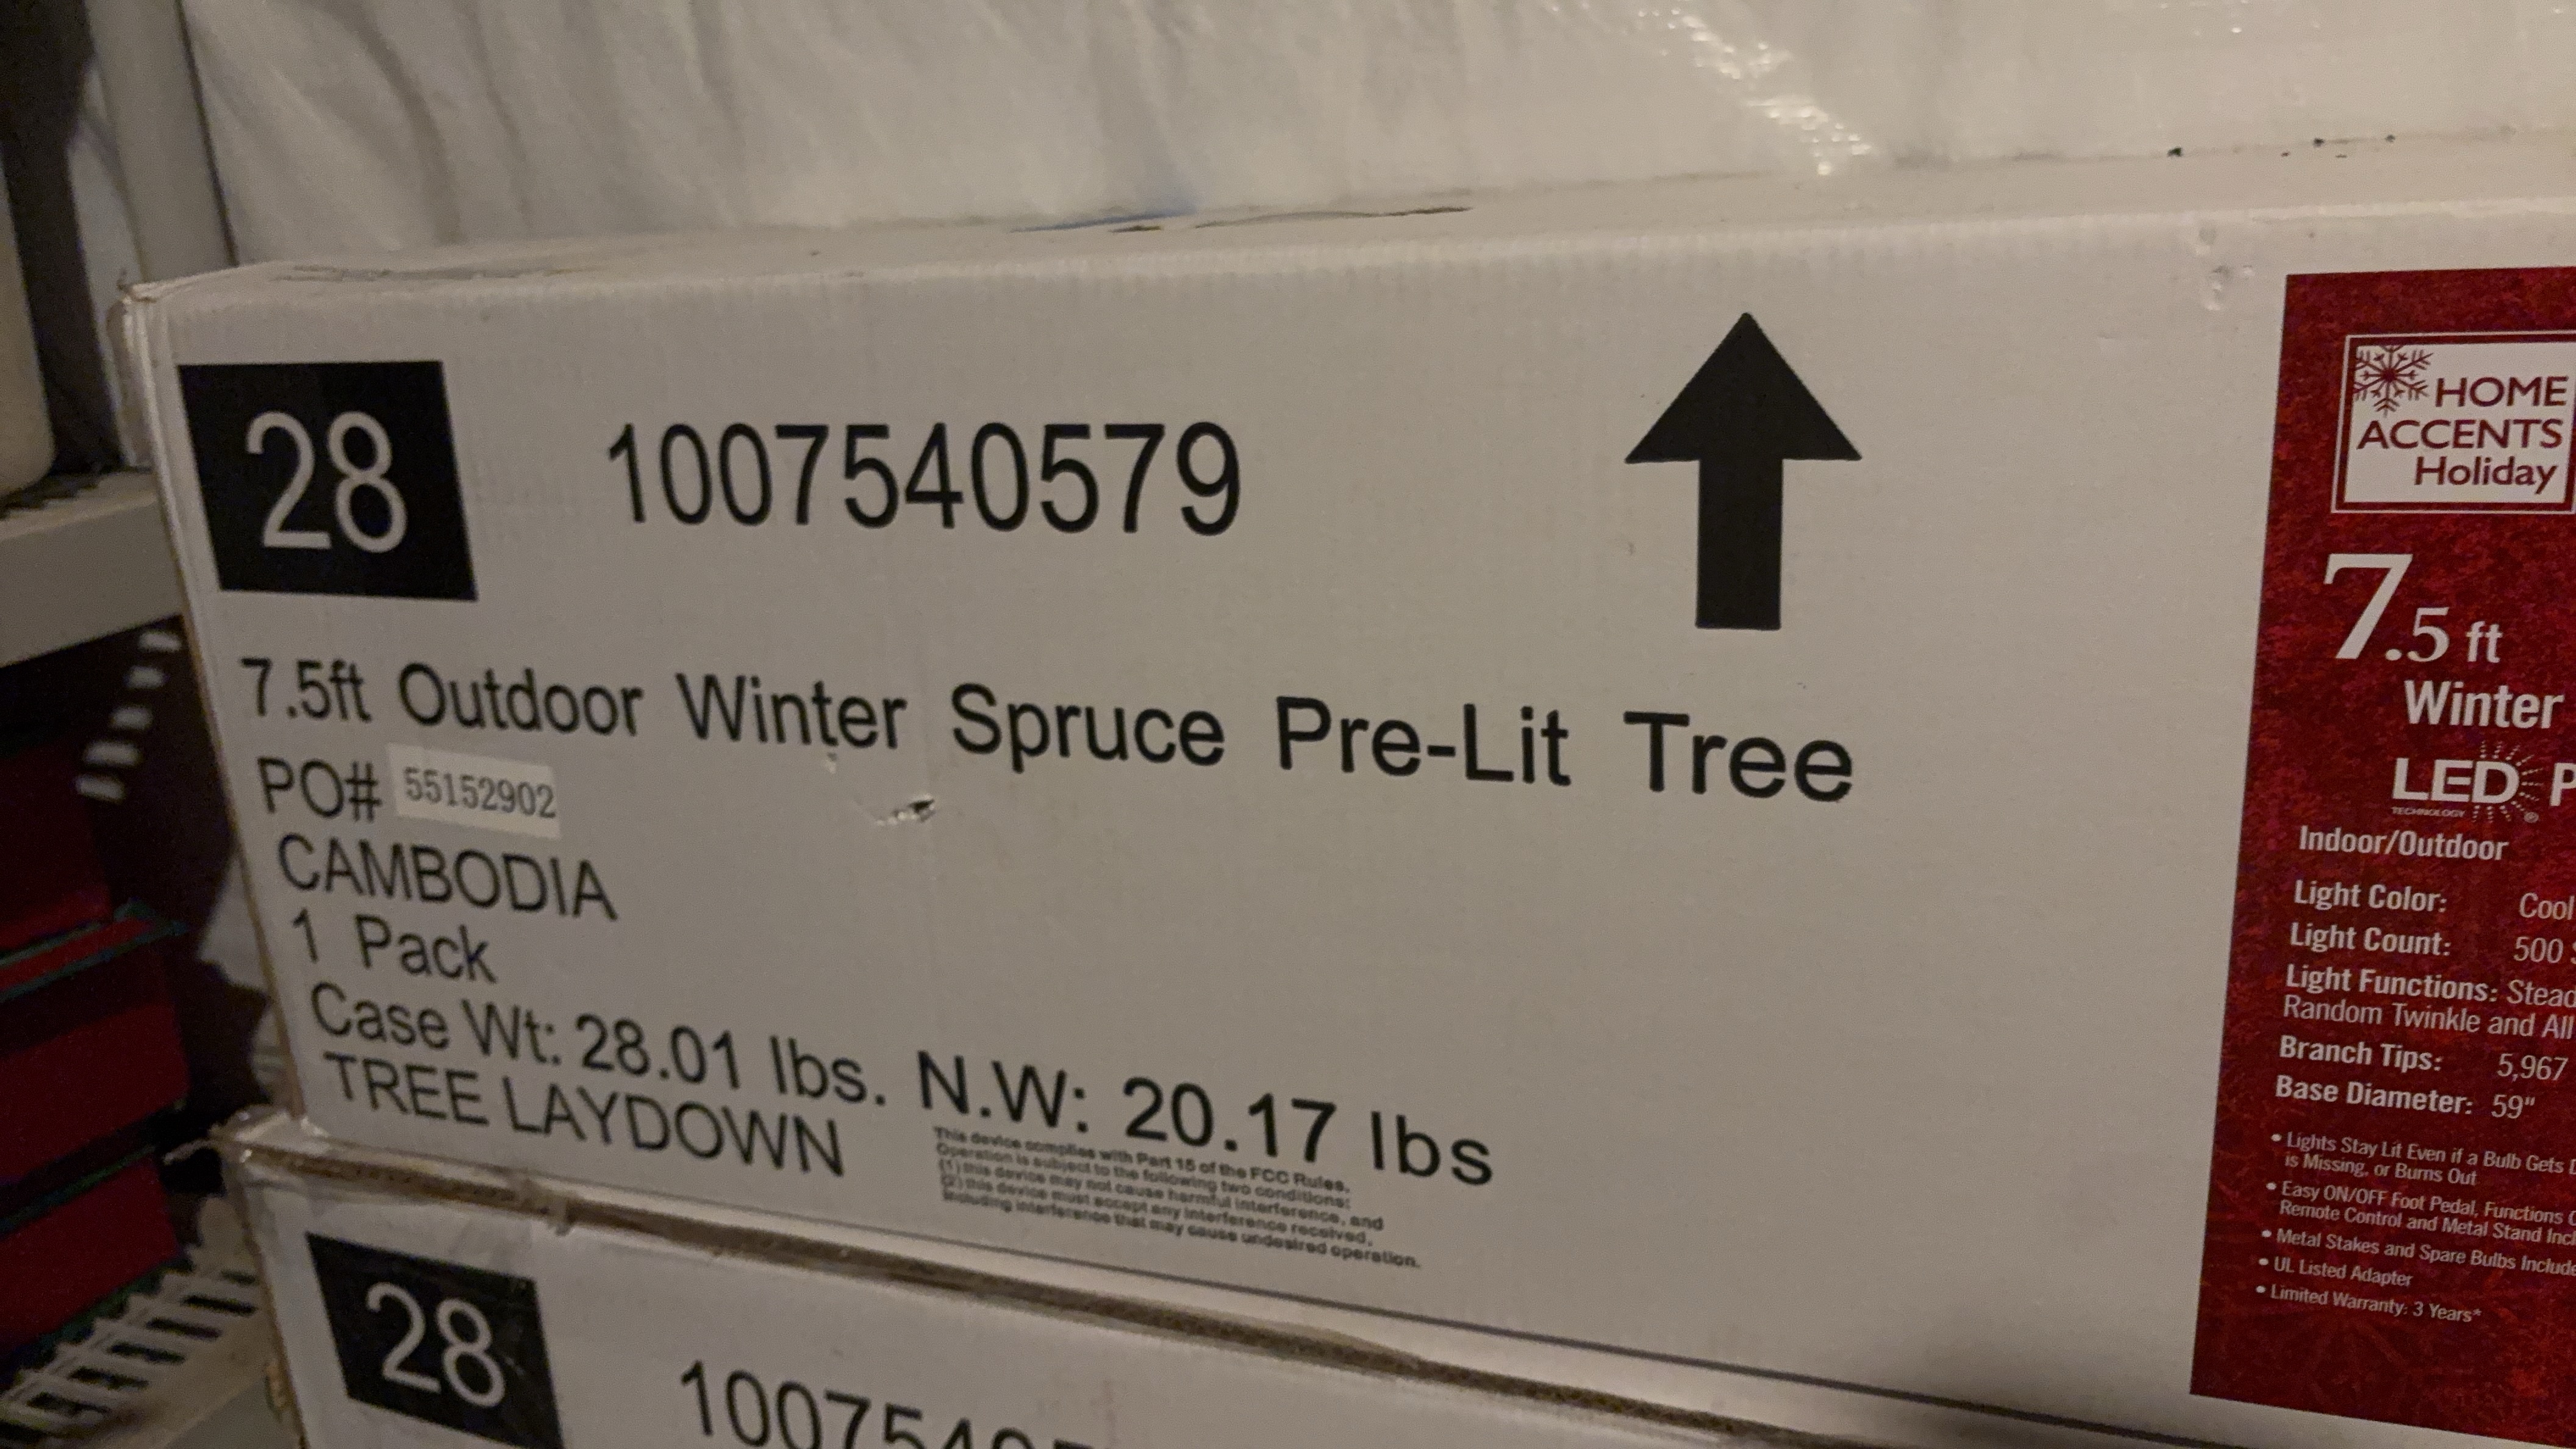 28
1007540579
7.5ft Outdoor Winter Spruce Pre-Lit Tree
PO# 55152902
CAMBODIA
1 Pack
Case Wt: 28.01 lbs. N.W: 20.17 lbs
TREE LAYDOWN
This device complies with Part 15 of the FCC Rules.
Operation is subject to the following two conditions:
(1) this device may not cause harmful interference, and
(2) this device must accept any interference received,
including interference that may cause undesired operation.
HOME
ACCENTS
Holiday
7.5 ft
Winter
LED
TECHNOLOGY
®
Indoor/Outdoor
Light Color: Cool
Light Count: 500
Light Functions:
Random Twinkle and All
Branch Tips: 5,967
Base Diameter: 59"
• Lights Stay Lit Even if a Bulb Gets
is Missing, or Burns Out
• Easy ON/OFF Foot Pedal, Functions
Remote Control and Metal Stand
• Metal Stakes and Spare Bulbs
• UL Listed Adapter
• Limited Warranty: 3 Years*
28